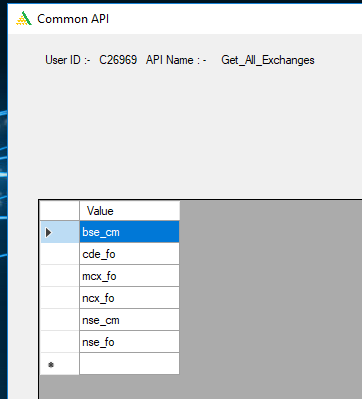 Common API
User ID :- C26969 API Name : - Get_All_Exchanges
Value
bse_cm
cde_fo
mcx_fo
ncx_fo
nse_cm
nse_fo